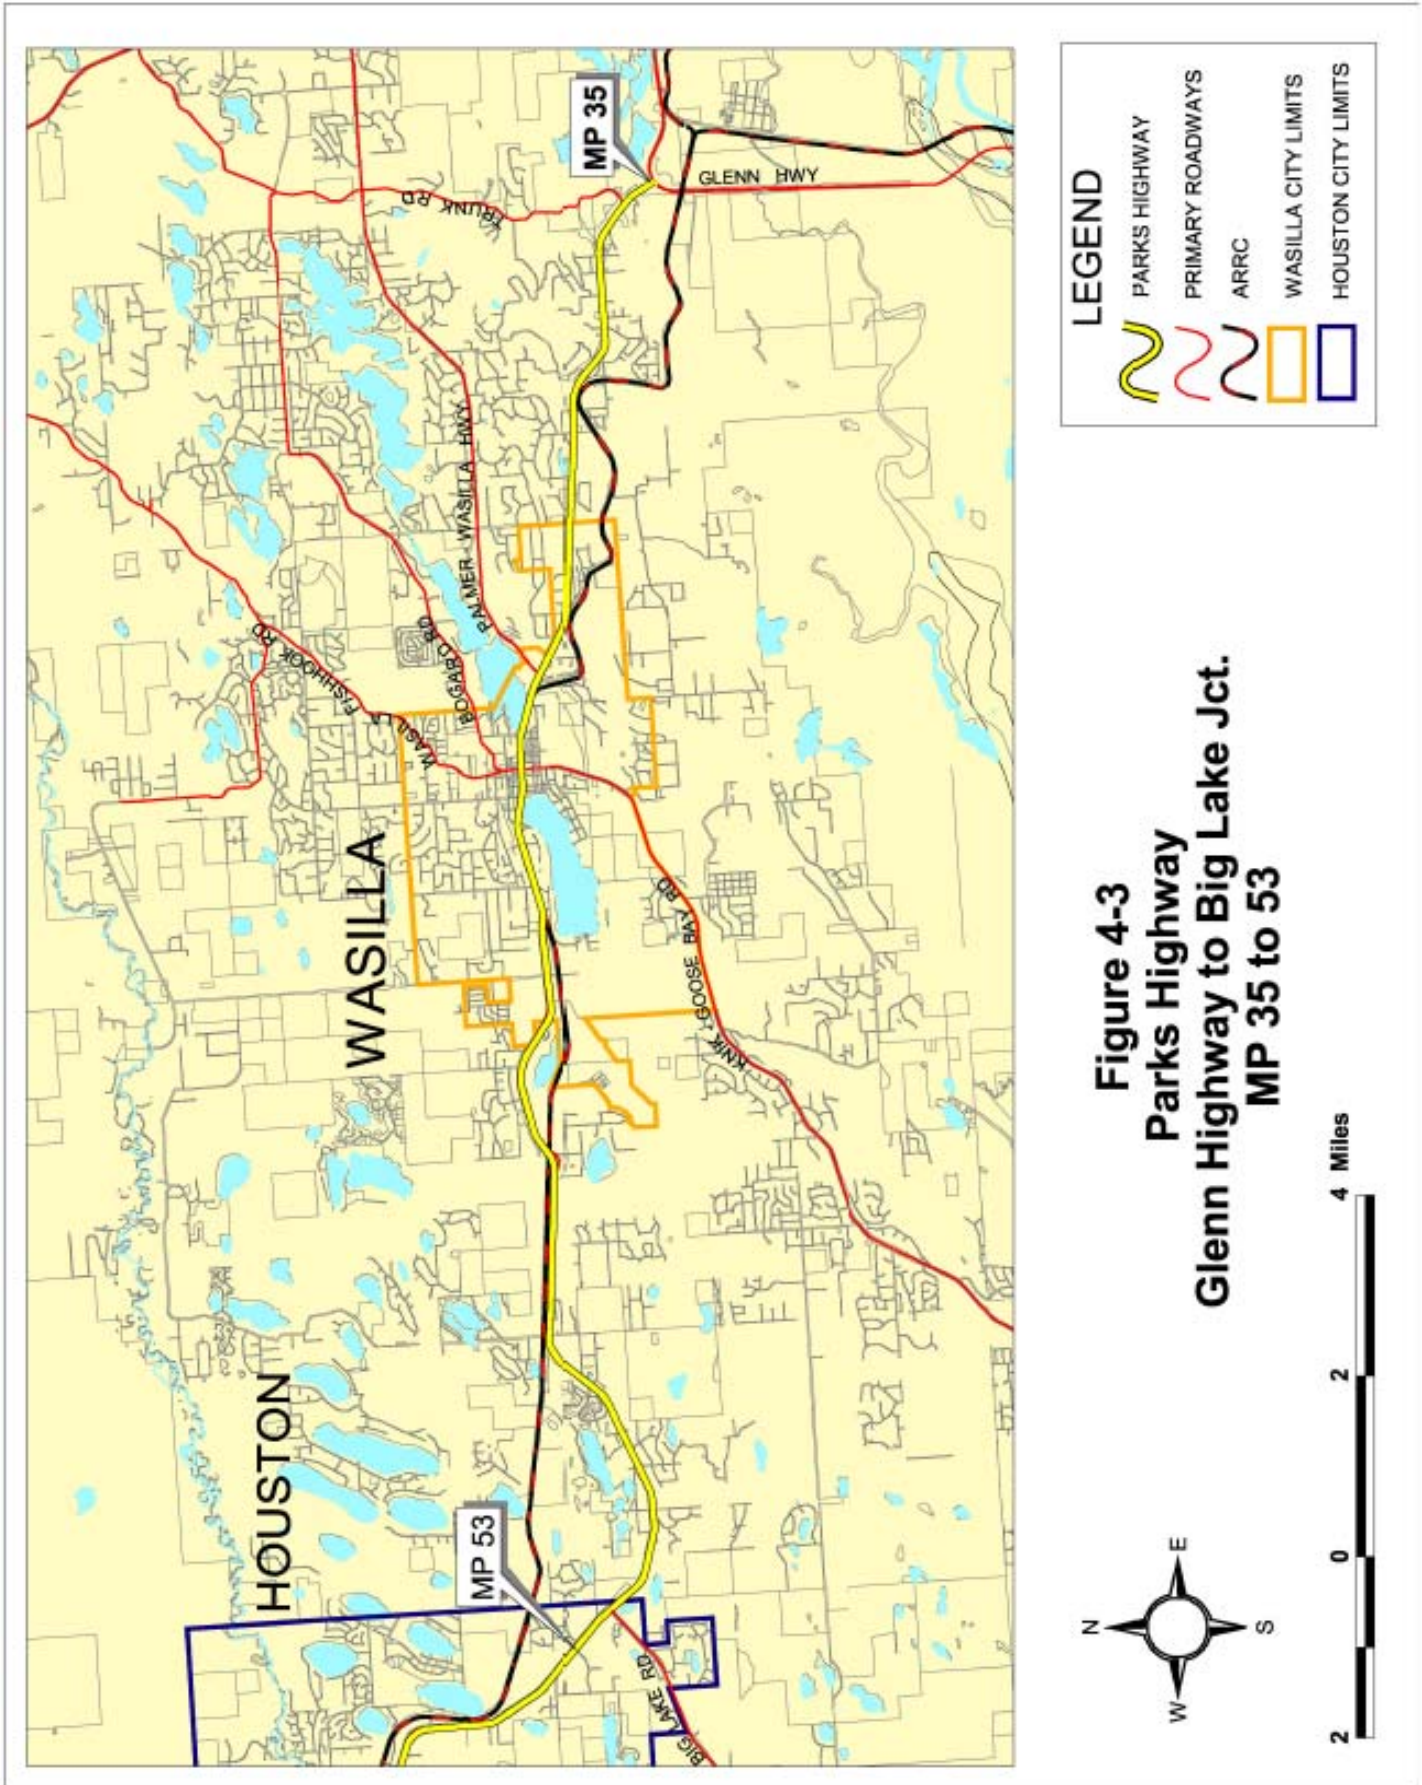 HOUSTON
WASILLA
MP 53
MP 35
BIG LAKE RD
KNIK - GOOSE BAY RD
WASILLA FISHHOOK RD
BOGARD RD
PALMER - WASILLA HWY
TRUNK RD
GLENN HWY
Figure 4-3
Parks Highway
Glenn Highway to Big Lake Jct.
MP 35 to 53
LEGEND
PARKS HIGHWAY
PRIMARY ROADWAYS
ARRC
WASILLA CITY LIMITS
HOUSTON CITY LIMITS
N
W
E
S
2 0 2 4 Miles